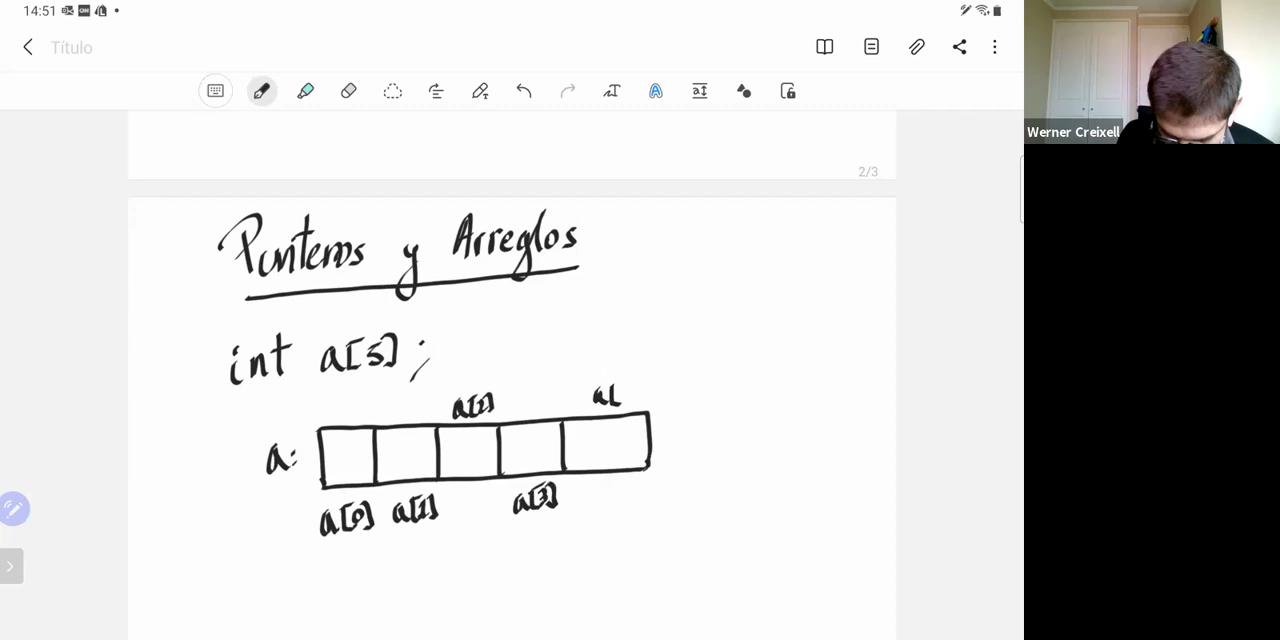 14:51
Título
2/3
Punteros y Arreglos
int a[5];
a[2] a[
a:
a[0] a[1] a[3]
Werner Creixell